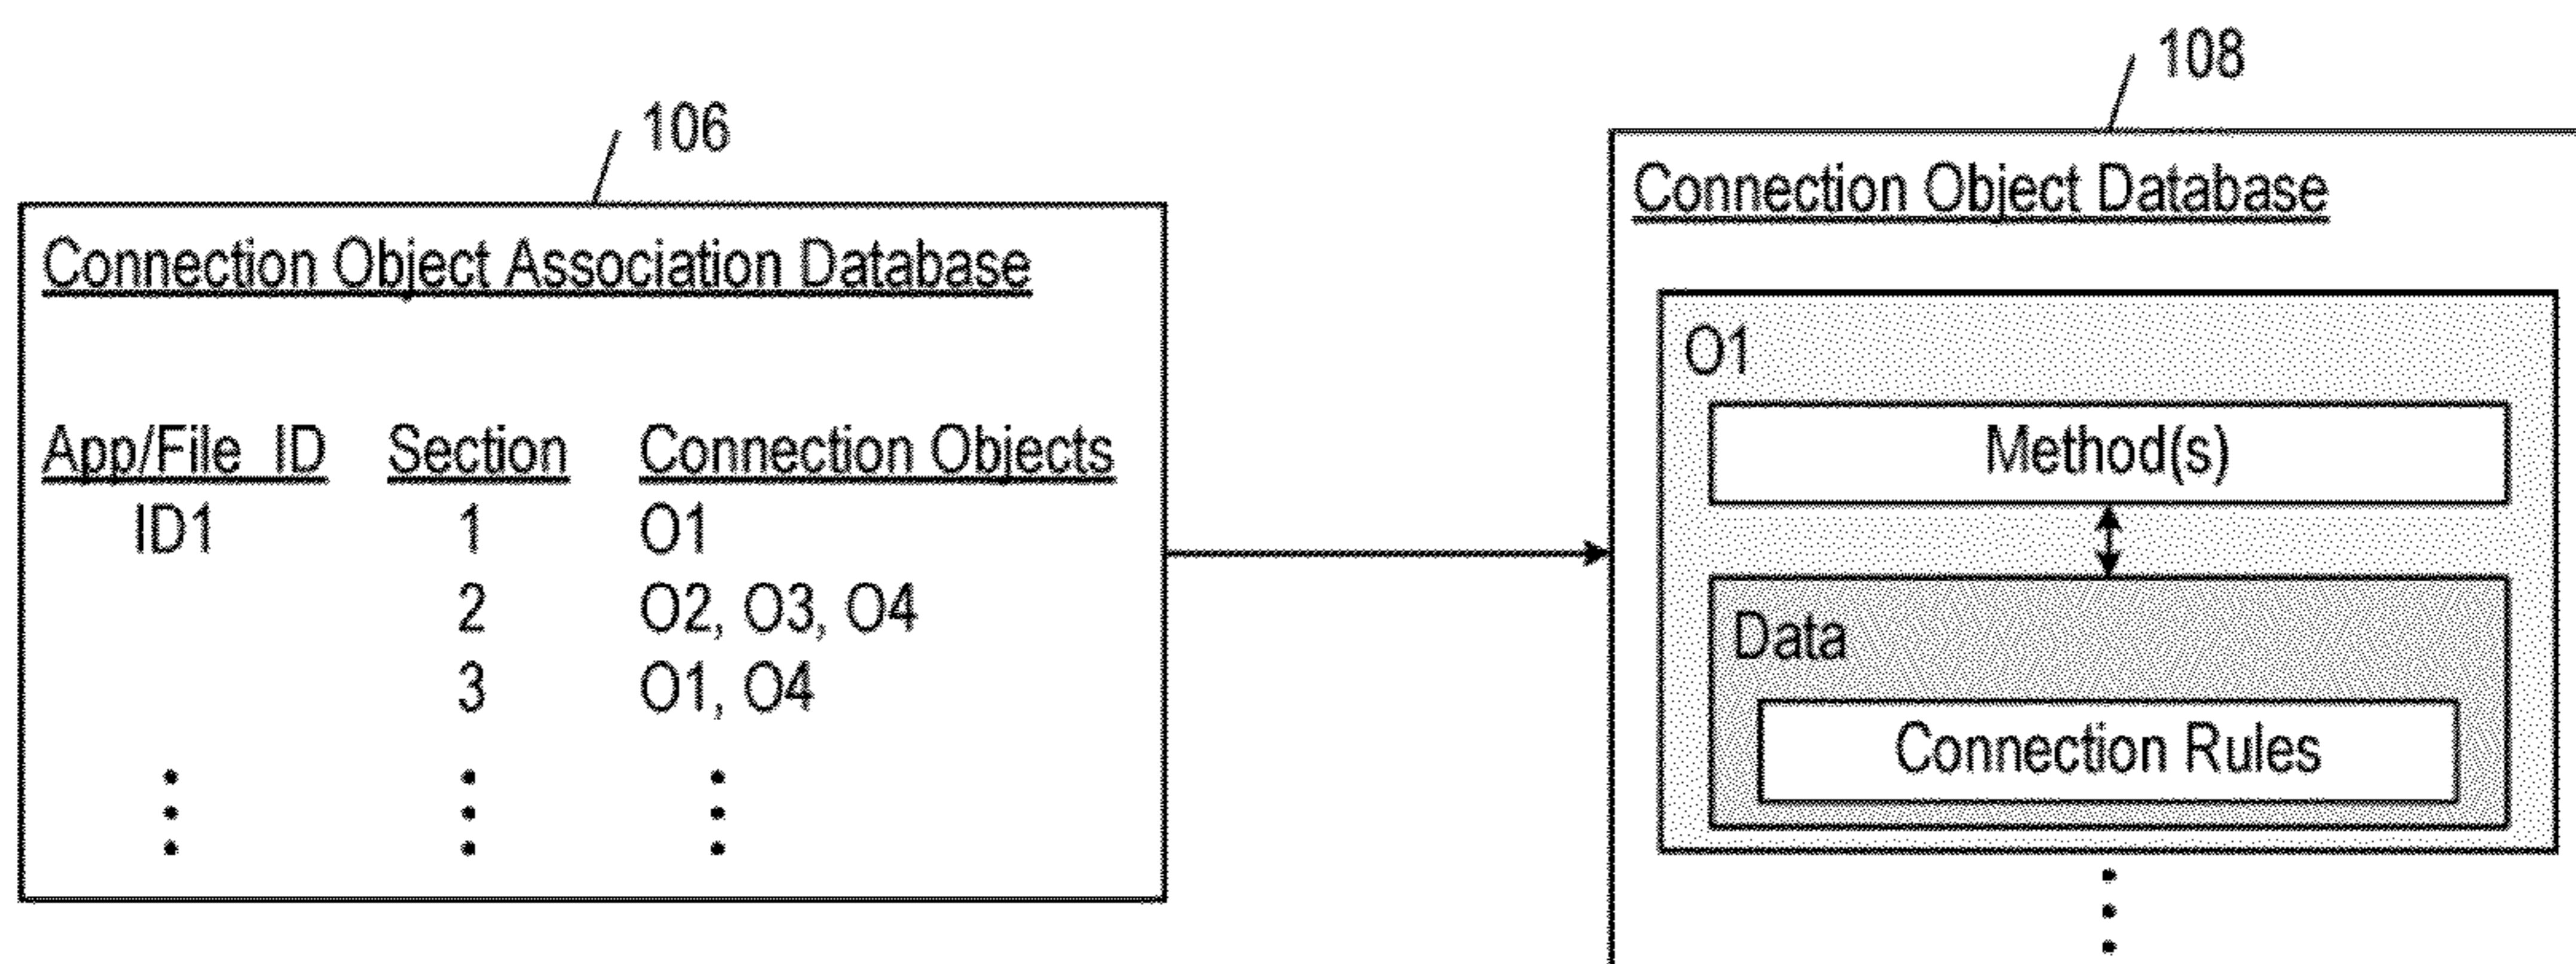 106
Connection Object Association Database
App/File ID Section Connection Objects
ID1 1 O1
2 O2, O3, O4
3 O1, O4
108
Connection Object Database
O1
Method(s)
Data
Connection Rules